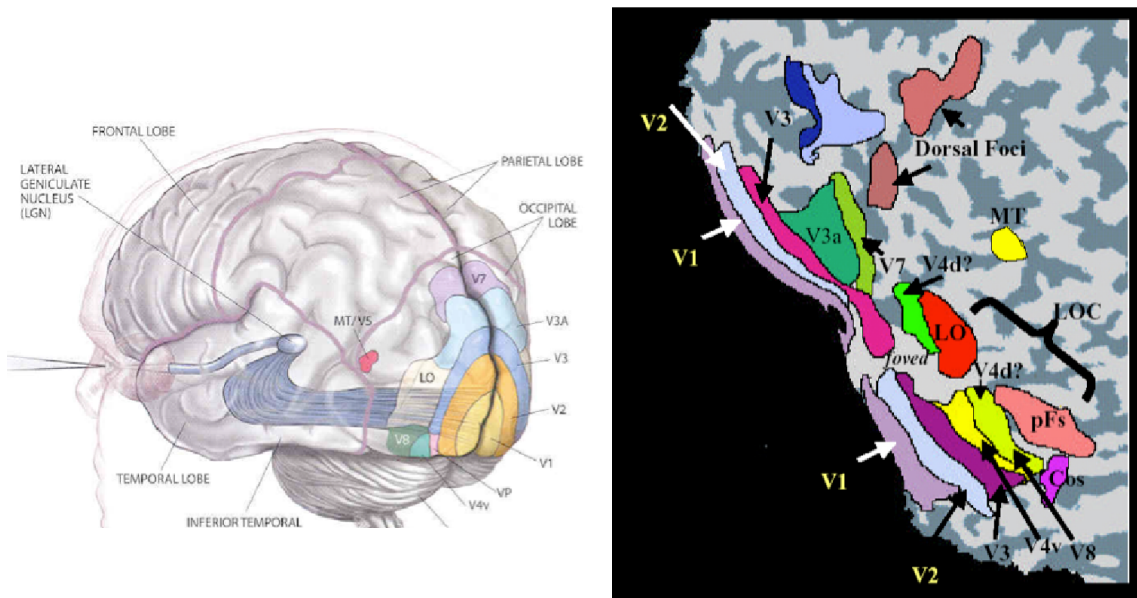 FRONTAL LOBE
LATERAL
GENICULATE
NUCLEUS
(LGN)
PARIETAL LOBE
OCCIPITAL
LOBE
V7
MT/V5
V3A
V3
LO
V2
V8
V1
TEMPORAL LOBE
VP
V4v
INFERIOR TEMPORAL
V2
V3
Dorsal Foci
V1
V3a
MT
V7
V4d?
LO
LOC
foved
V4d?
pFs
V1
Cos
V3
V4v
V8
V2